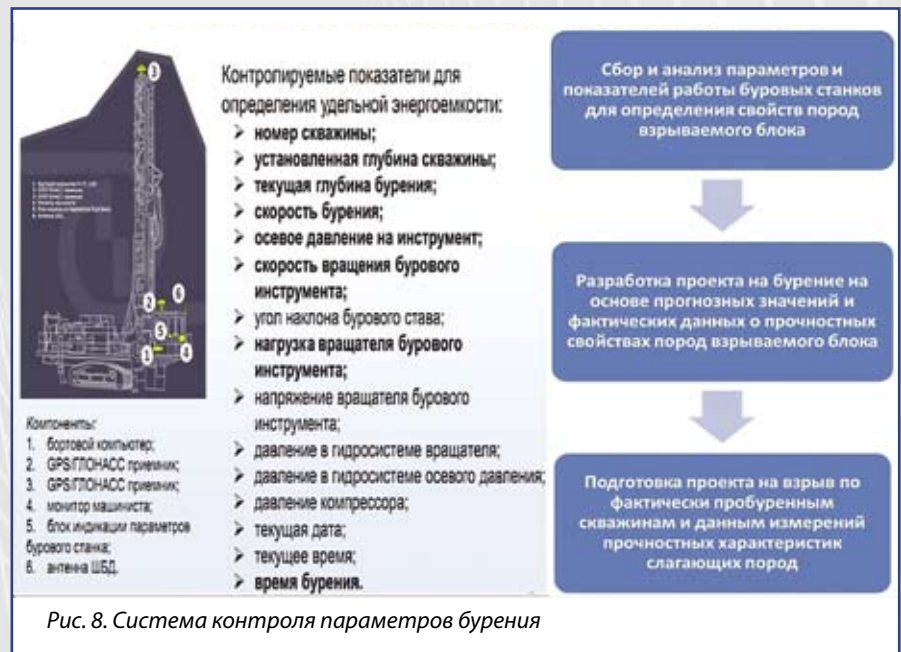 Контролируемые показатели для
определения удельной энергоемкости:
➢ номер скважины;
➢ установленная глубина скважины;
➢ текущая глубина бурения;
➢ скорость бурения;
➢ осевое давление на инструмент;
➢ скорость вращения бурового
инструмента;
➢ угол наклона бурового става;
➢ нагрузка вращателя бурового
инструмента;
➢ напряжение вращателя бурового
инструмента;
➢ давление в гидросистеме вращателя;
➢ давление в гидросистеме осевого давления;
➢ давление компрессора;
➢ текущая дата;
➢ текущее время;
➢ время бурения.
3
2
6
5
1
4
Компоненты:
1. бортовой компьютер;
2. GPS/ГЛОНАСС приемник;
3. GPS/ГЛОНАСС приемник;
4. монитор машиниста;
5. блок индикации параметров
бурового станка;
6. антенна ШБД.
Сбор и анализ параметров и
показателей работы буровых станков
для определения свойств пород
взрываемого блока
Разработка проекта на бурение на
основе прогнозных значений и
фактических данных о прочностных
свойствах пород взрываемого блока
Подготовка проекта на взрыв по
фактически пробуренным
скважинам и данным измерений
прочностных характеристик
слагающих пород
Рис. 8. Система контроля параметров бурения